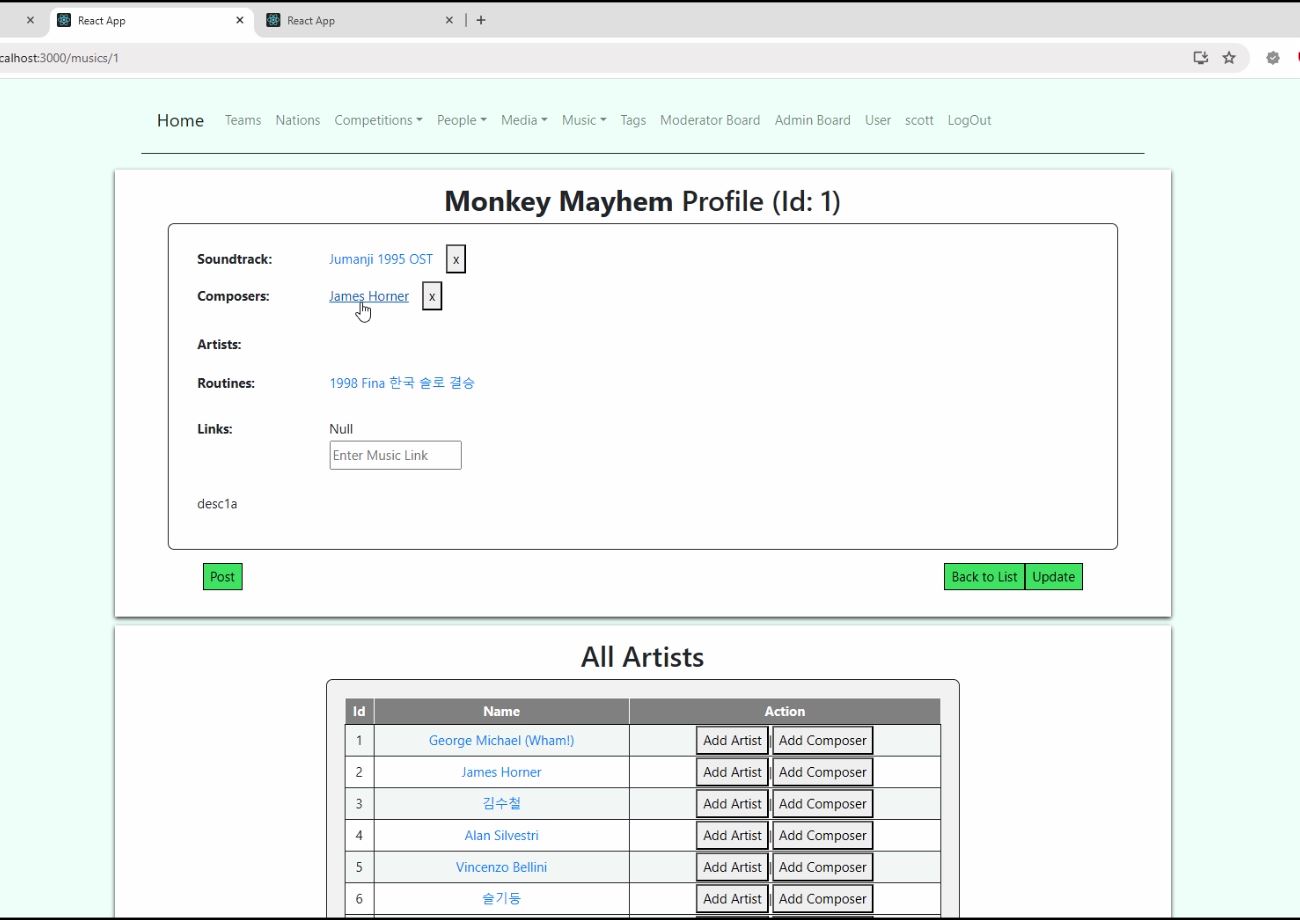 React App
React App
calhost:3000/musics/1
Home Teams Nations Competitions People Media Music Tags Moderator Board Admin Board User scott LogOut
Monkey Mayhem Profile (Id: 1)
Soundtrack: Jumanji 1995 OST x
Composers: James Horner x
Artists:
Routines: 1998 Fina 한국 솔로 결승
Links: Null
Enter Music Link
desc1a
Post Back to List Update
All Artists
Id Name Action
1 George Michael (Wham!) Add Artist | Add Composer
2 James Horner Add Artist | Add Composer
3 김수철 Add Artist | Add Composer
4 Alan Silvestri Add Artist | Add Composer
5 Vincenzo Bellini Add Artist | Add Composer
6 슬기둥 Add Artist | Add Composer